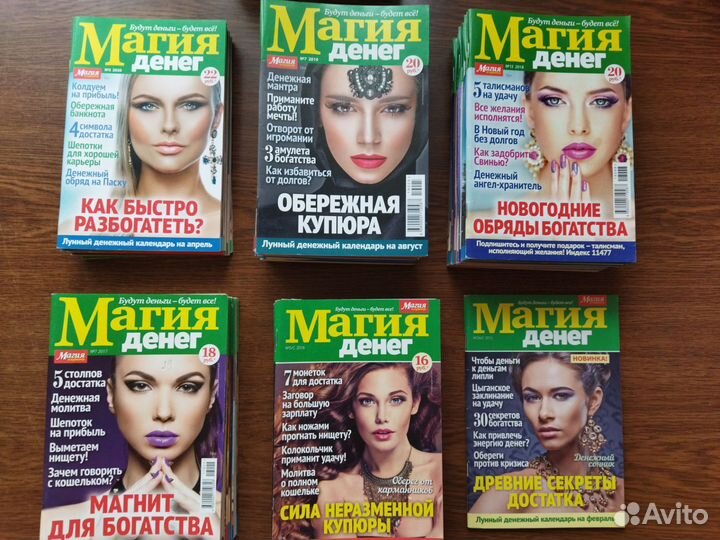 Будут деньги – будет всё!
Магия
денег
Магия
22
Колдуем
на прибыль!
Обережная
банкнота
4 символа
достатка
Шепотки
для хорошей
карьеры
Денежный
обряд на Пасху
КАК БЫСТРО
РАЗБОГАТЕТЬ?
Лунный денежный календарь на апрель
Будут деньги – будет всё!
Магия
денег
Магия
№7 2018
20
руб.*
Денежная
мантра
Приманите
работу
мечты!
Отворот от
игромании
3 амулета
богатства
Как избавиться
от долгов?
ОБЕРЕЖНАЯ
КУПЮРА
Лунный денежный календарь на август
Будут деньги – будет всё!
Магия
денег
Магия
№12 2018
20
руб.*
5 талисманов
на удачу
Все желания
исполнятся!
В Новый год
без долгов
Как задобрить
Свинью?
Денежный
ангел-хранитель
НОВОГОДНИЕ
ОБРЯДЫ БОГАТСТВА
Подпишитесь и получите подарок – талисман,
исполняющий желания! Индекс 11477
Будут деньги – будет всё!
Магия
денег
Магия
№7 2017
18
руб.*
5 столпов
достатка
Денежная
молитва
Шепоток
на прибыль
Выметаем
нищету!
Зачем говорить
с кошельком?
МАГНИТ
ДЛЯ БОГАТСТВА
Будут деньги – будет всё!
Магия
Магия
денег
16
руб.*
7 монеток
для достатка
Заговор
на большую
зарплату
Как ножами
прогнать нищету?
Колокольчик
приманит удачу!
Молитва
о полном
кошельке
Оберег от
карманников
СИЛА НЕРАЗМЕННОЙ
КУПЮРЫ
Будут деньги – будет всё!
Магия
Магия
денег
НОВИНКА!
Чтобы деньги
к деньгам
липли
Цыганское
заклинание
на удачу
30 секретов
богатства
Как привлечь
энергию денег?
Обереги
против кризиса
Денежный
сонник
ДРЕВНИЕ СЕКРЕТЫ
ДОСТАТКА
Лунный денежный календарь на февраль
Avito